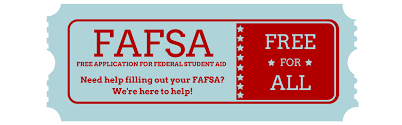 FAFSA
FREE APPLICATION FOR FEDERAL STUDENT AID
Need help filling out your FAFSA?
We're here to help!
FREE
FOR
ALL